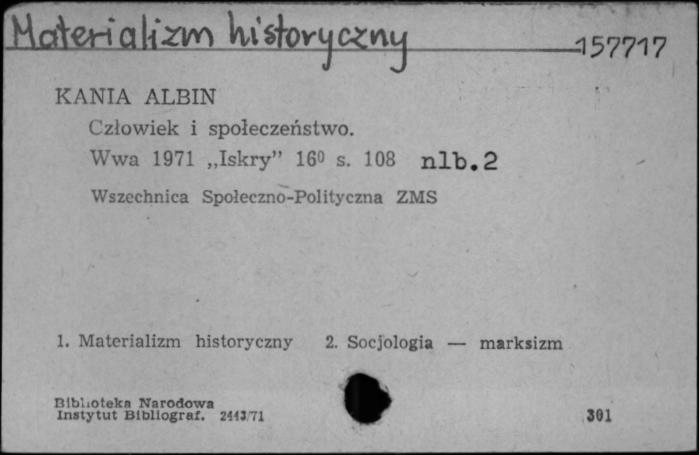 Materializm historyczny
157717
KANIA ALBIN
Człowiek i społeczeństwo.
Wwa 1971 „Iskry” 16⁰ s. 108 nlb.2
Wszechnica Społeczno-Polityczna ZMS
1. Materializm historyczny 2. Socjologia — marksizm
Biblioteka Narodowa
Instytut Bibliograf. 2443/71
301